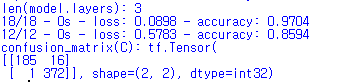 len(model.layers): 3
18/18 - 0s - loss: 0.0898 - accuracy: 0.9704
12/12 - 0s - loss: 0.5783 - accuracy: 0.8594
confusion_matrix(C): tf.Tensor(
[[185  16]
 [  1 372]], shape=(2, 2), dtype=int32)